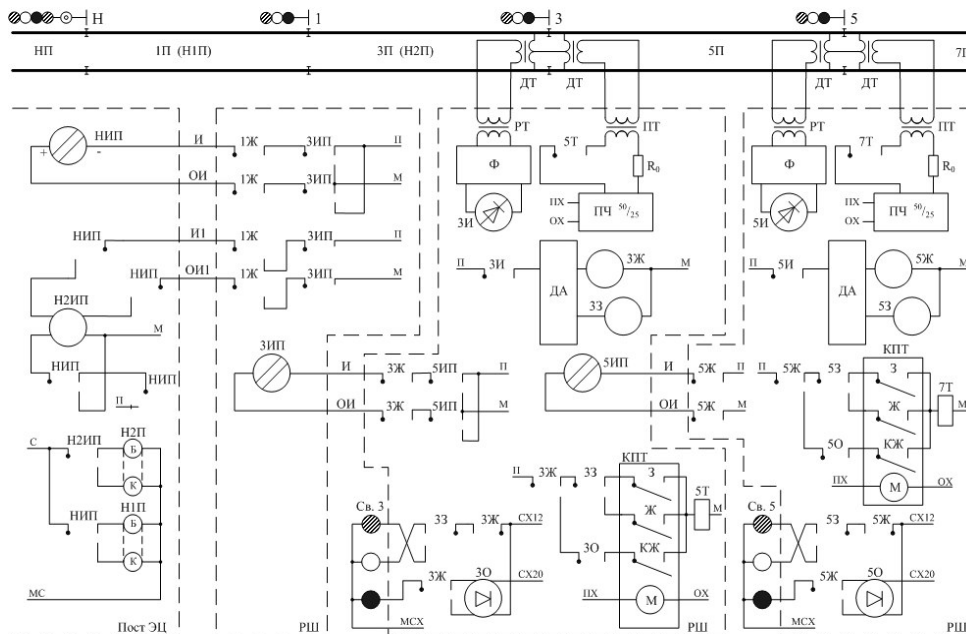 Н 1 3 5
НП 1П (Н1П) 3П (Н2П) 5П 7П
ДТ ДТ ДТ ДТ
РТ ПТ РТ ПТ
НИП И 1Ж 3ИП П 5Т 7Т
+ -
Ф R₀ Ф R₀
ОИ 1Ж 3ИП М
ПХ ПЧ 50/25 ПХ ПЧ 50/25
ОХ ОХ
3И 5И
НИП И1 1Ж 3ИП П
НИП ОИ1 1Ж 3ИП М
П 3И 3Ж М П 5И 5Ж М
ДА ДА
Н2ИП 3З 5З
М
3ИП И 3Ж 5ИП П 5ИП И 5Ж П П 5Ж 5З КПТ З
НИП НИП 7Т
П ОИ 3Ж 5ИП М ОИ 5Ж М Ж М
С Н2ИП Н2П 5О КЖ
Б
К КПТ ПХ М ОХ
П 3Ж 3З З
НИП Н1П Св. 3 5Т Св. 5
Б 3З 3Ж СХ12 Ж М 5З 5Ж СХ12
К 3О КЖ
3Ж 3О СХ20 5Ж 5О СХ20
МС ПХ М ОХ
МСХ МСХ
Пост ЭЦ РШ РШ РШ